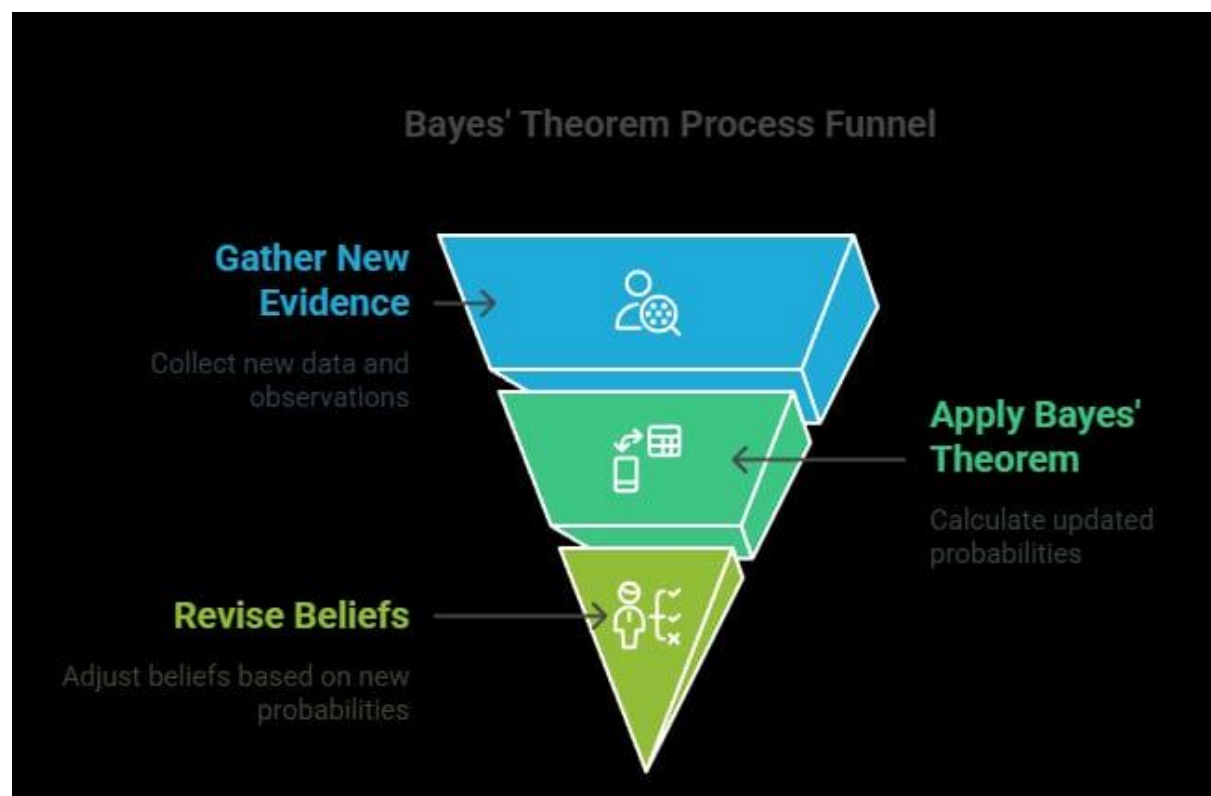 Bayes' Theorem Process Funnel
Gather New
Evidence
Collect new data and
observations
Apply Bayes'
Theorem
Calculate updated
probabilities
Revise Beliefs
Adjust beliefs based on new
probabilities